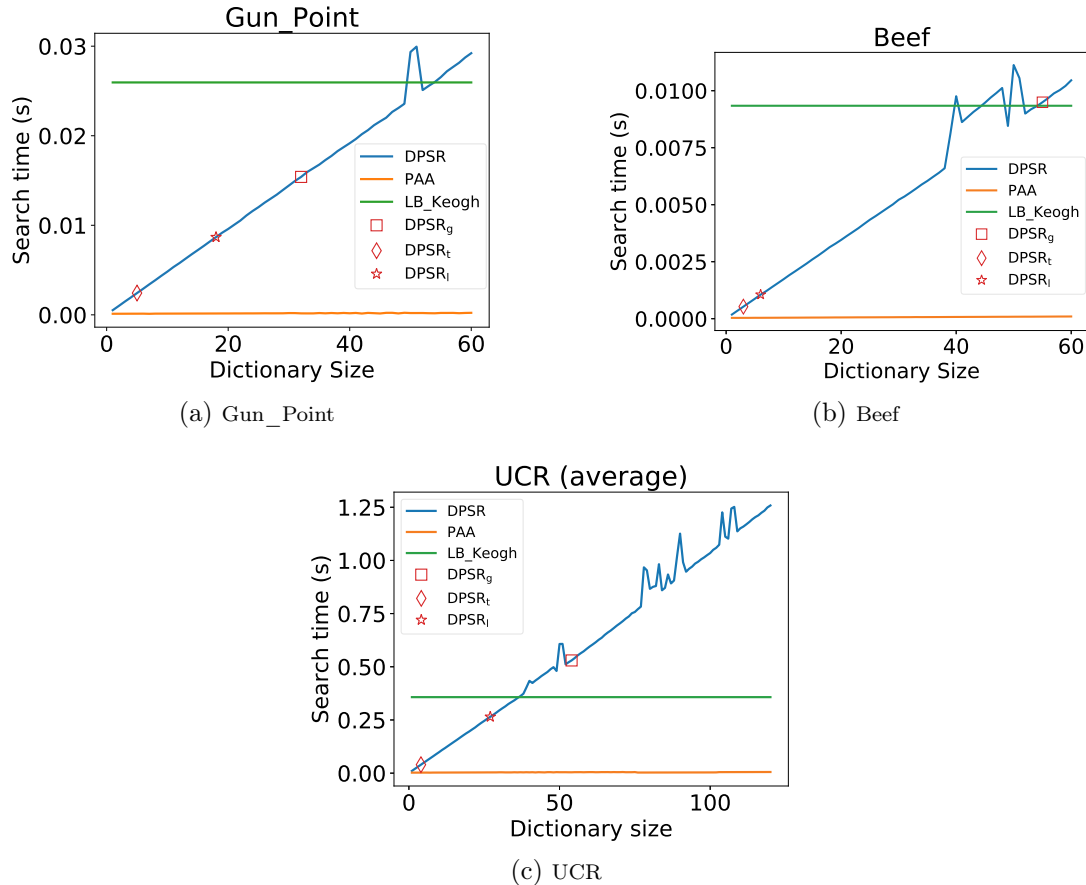 Gun_Point
Search time (s)
0.03
0.02
0.01
0.00
DPSR
PAA
LB_Keogh
DPSRg
DPSRt
DPSRl
0 20 40 60
Dictionary Size
(a) Gun_Point
Beef
Search time (s)
0.0100
0.0075
0.0050
0.0025
0.0000
DPSR
PAA
LB_Keogh
DPSRg
DPSRt
DPSRl
0 20 40 60
Dictionary Size
(b) Beef
UCR (average)
Search time (s)
1.25
1.00
0.75
0.50
0.25
0.00
DPSR
PAA
LB_Keogh
DPSRg
DPSRt
DPSRl
0 50 100
Dictionary size
(c) UCR